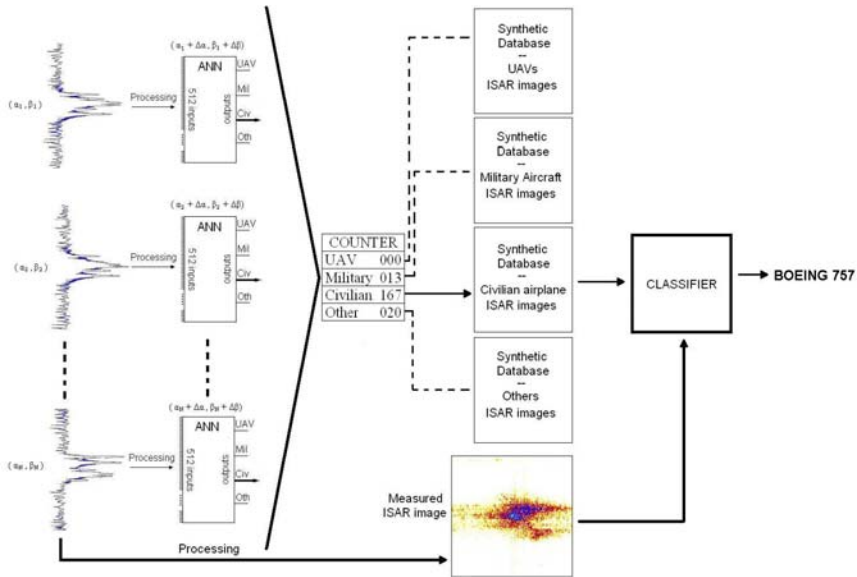 (α₁,β₁)
Processing
(α₁ + Δα, β₁ + Δβ)
ANN
512 inputs
outputs
UAV
Mil
Civ
Oth
(α₂,β₂)
Processing
(α₂ + Δα, β₂ + Δβ)
ANN
512 inputs
outputs
UAV
Mil
Civ
Oth
(α_M,β_M)
Processing
(α_M + Δα, β_M + Δβ)
ANN
512 inputs
outputs
UAV
Mil
Civ
Oth
Processing
COUNTER
UAV 000
Military 013
Civilian 167
Other 020
Synthetic
Database
--
UAVs
ISAR images
Synthetic
Database
--
Military Aircraft
ISAR images
Synthetic
Database
--
Civilian airplane
ISAR images
Synthetic
Database
--
Others
ISAR images
Measured
ISAR image
CLASSIFIER
BOEING 757